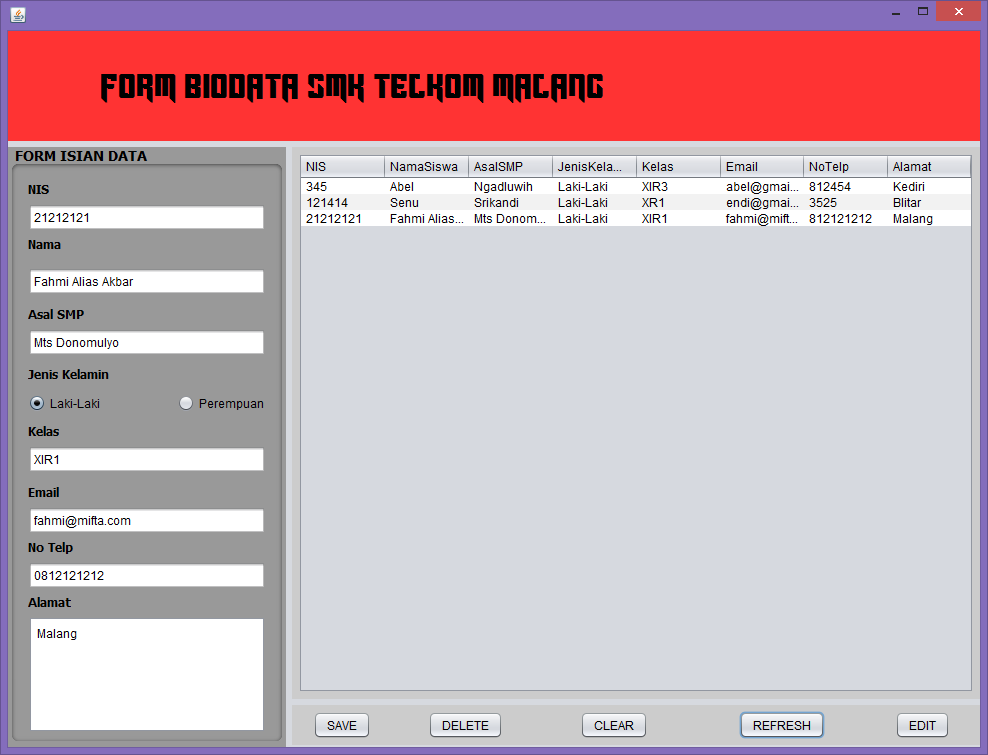 FORM BIODATA SMK TELKOM MALANG
FORM ISIAN DATA
NIS
21212121
Nama
Fahmi Alias Akbar
Asal SMP
Mts Donomulyo
Jenis Kelamin
Laki-Laki Perempuan
Kelas
XIR1
Email
fahmi@mifta.com
No Telp
0812121212
Alamat
Malang
NIS NamaSiswa AsalSMP JenisKela... Kelas Email NoTelp Alamat
345 Abel Ngadluwih Laki-Laki XIR3 abel@gmai... 812454 Kediri
121414 Senu Srikandi Laki-Laki XR1 endi@gmai... 3525 Blitar
21212121 Fahmi Alias... Mts Donom... Laki-Laki XIR1 fahmi@mift... 812121212 Malang
SAVE DELETE CLEAR REFRESH EDIT